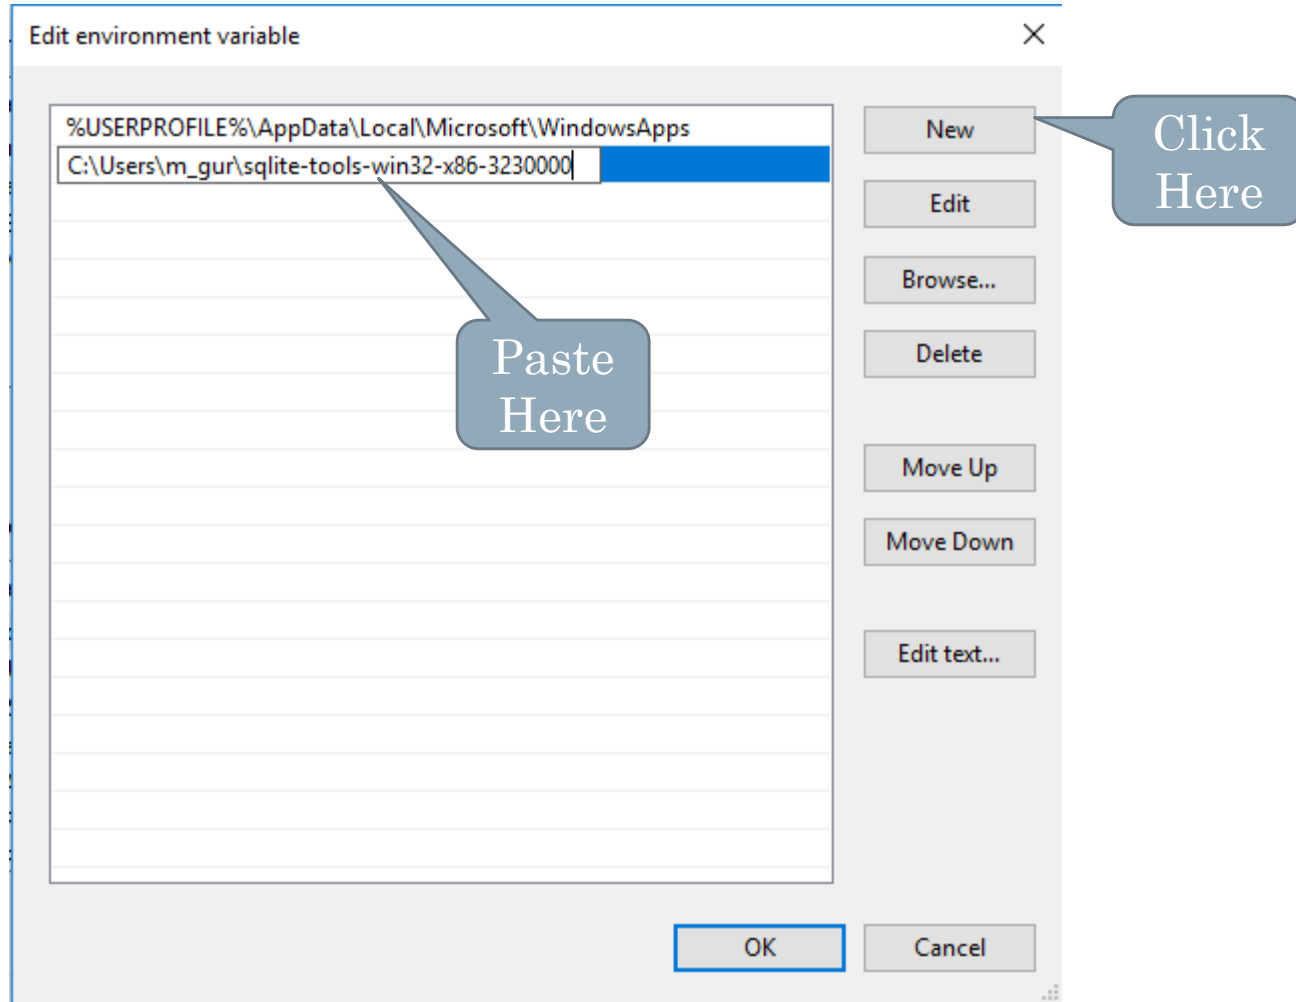 Edit environment variable
%USERPROFILE%\AppData\Local\Microsoft\WindowsApps
C:\Users\m_gur\sqlite-tools-win32-x86-3230000
New
Click
Here
Edit
Browse...
Paste
Here
Delete
Move Up
Move Down
Edit text...
OK
Cancel